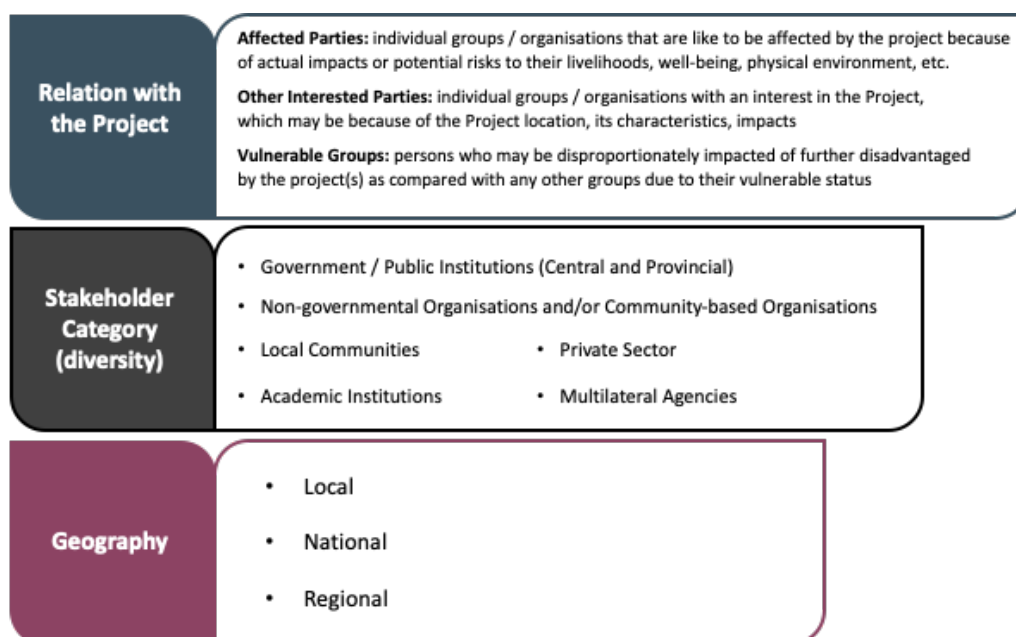 Relation with
the Project
Affected Parties: individual groups / organisations that are like to be affected by the project because
of actual impacts or potential risks to their livelihoods, well-being, physical environment, etc.
Other Interested Parties: individual groups / organisations with an interest in the Project,
which may be because of the Project location, its characteristics, impacts
Vulnerable Groups: persons who may be disproportionately impacted of further disadvantaged
by the project(s) as compared with any other groups due to their vulnerable status
Stakeholder
Category
(diversity)
• Government / Public Institutions (Central and Provincial)
• Non-governmental Organisations and/or Community-based Organisations
• Local Communities • Private Sector
• Academic Institutions • Multilateral Agencies
Geography
• Local
• National
• Regional